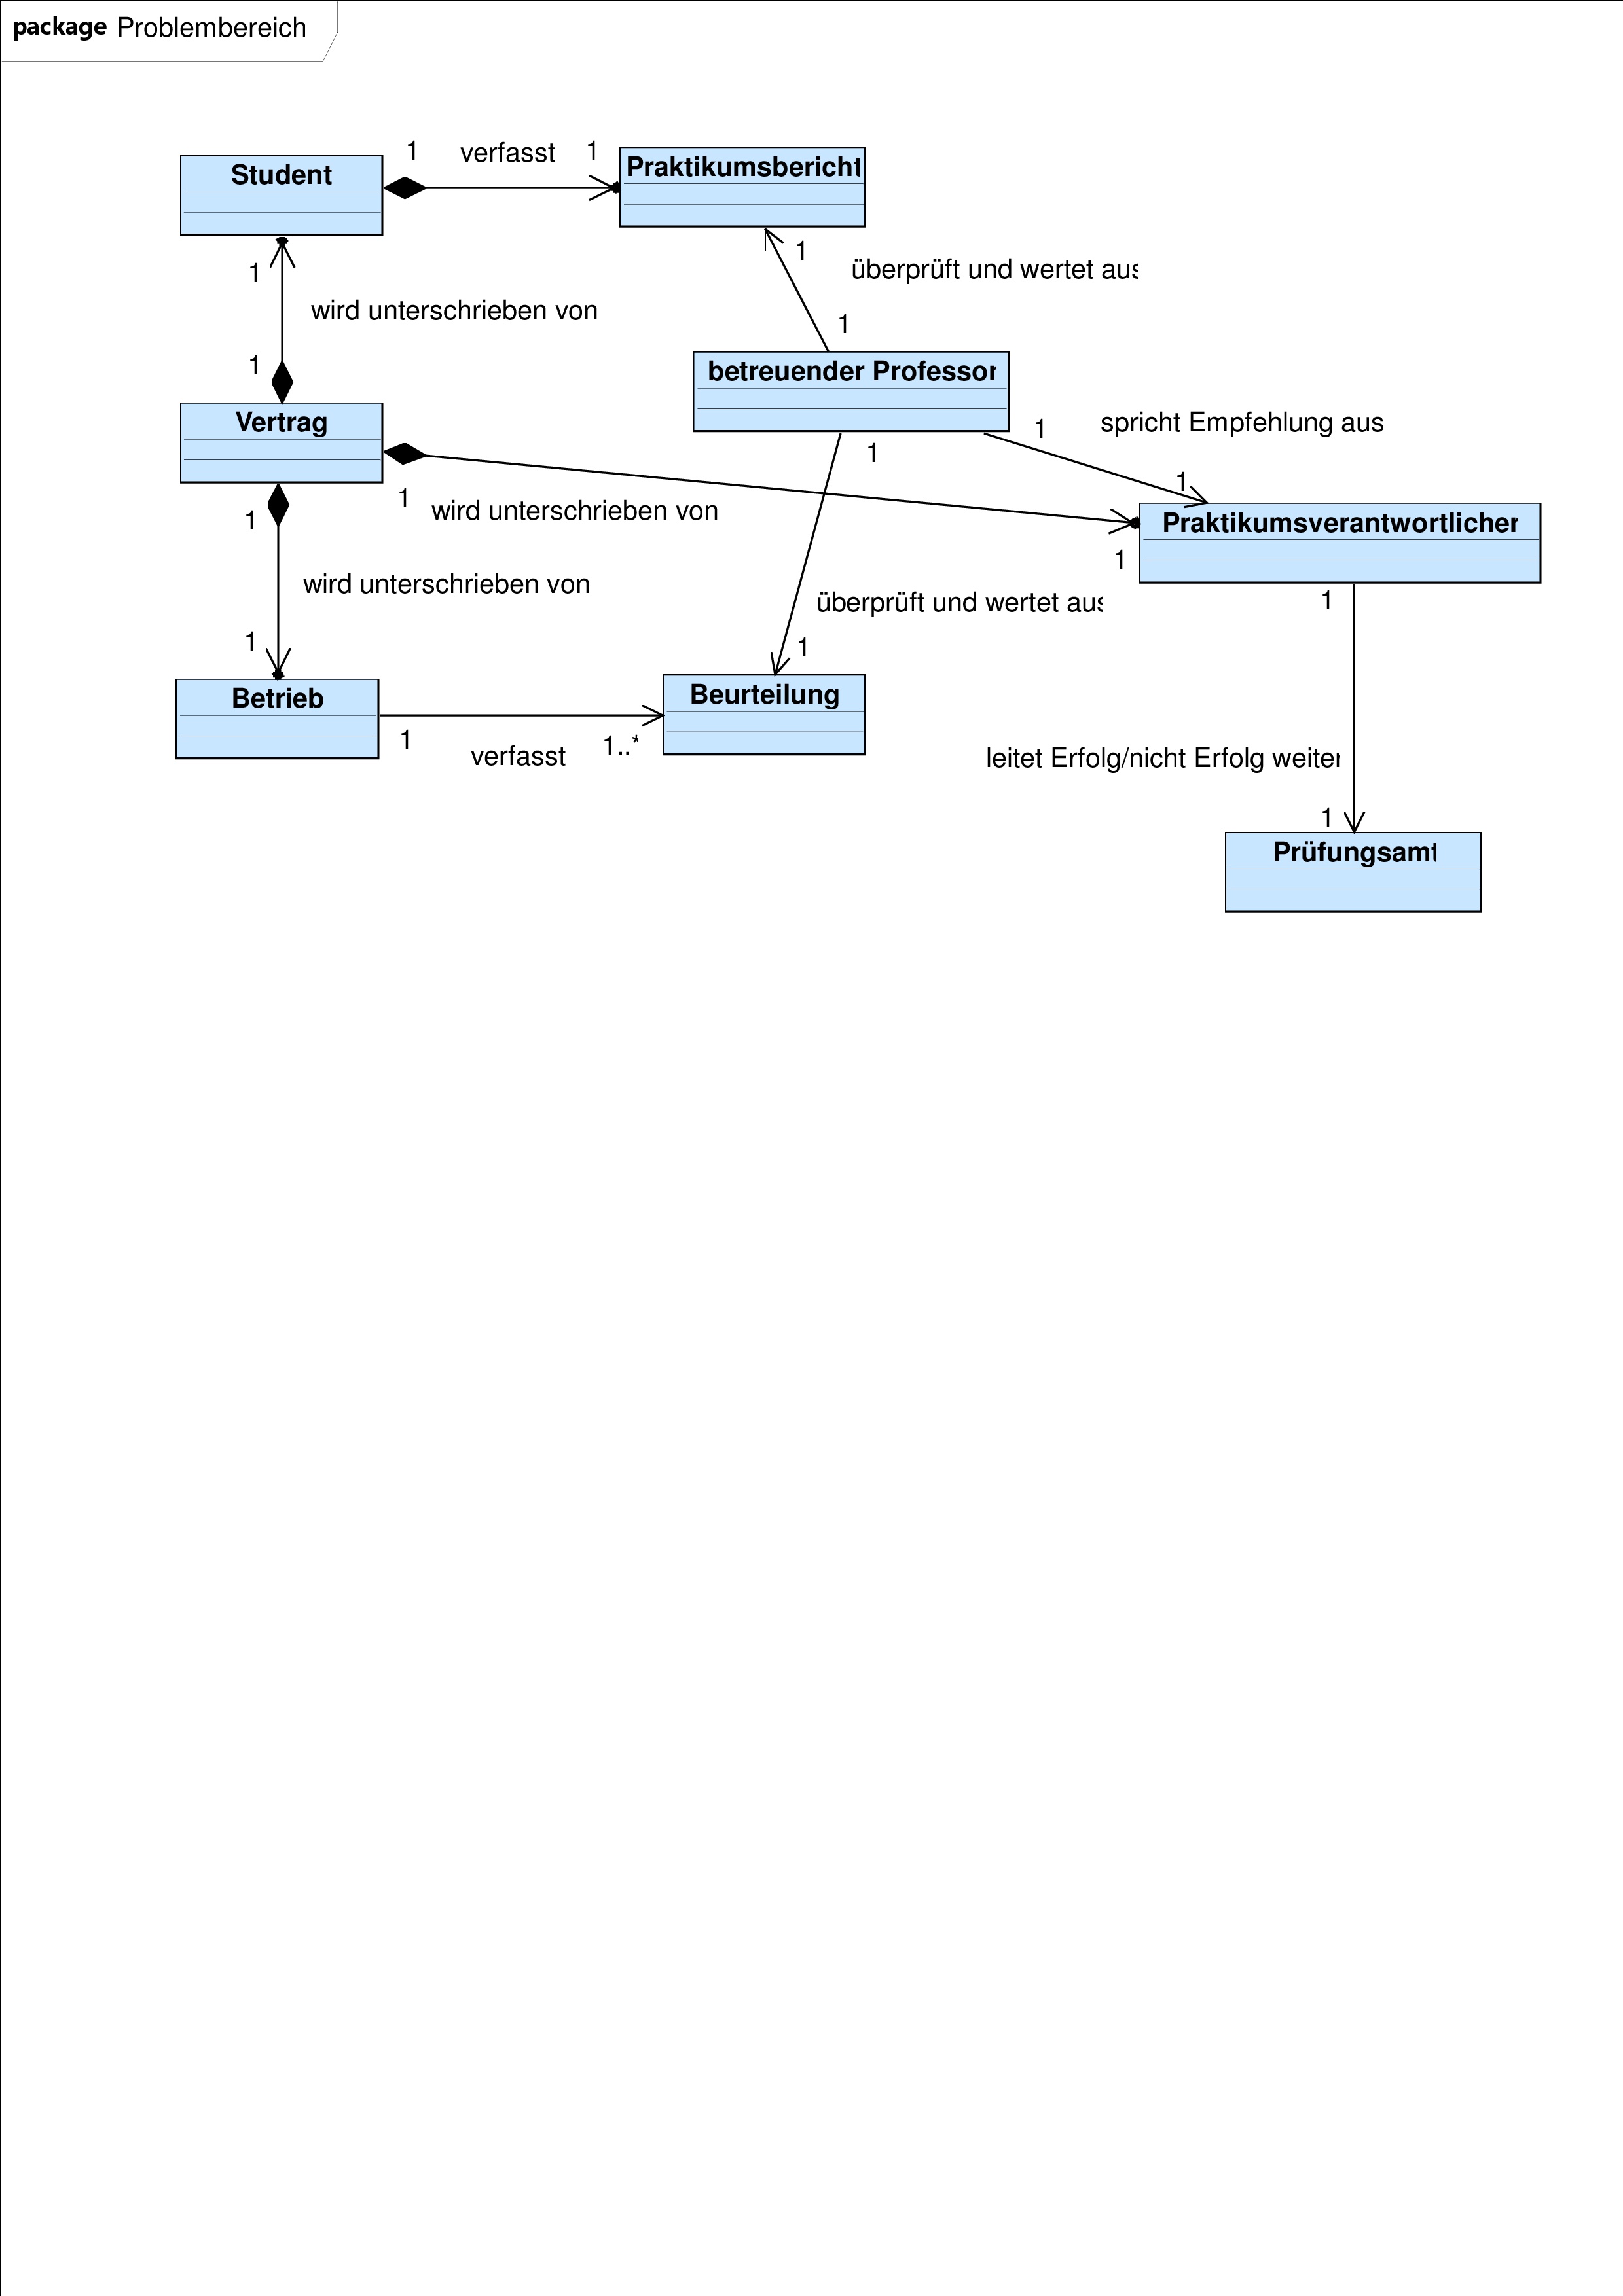 package Problembereich
1 verfasst 1
Student
Praktikumsbericht
1
1
überprüft und wertet aus
wird unterschrieben von
1
1
betreuender Professor
Vertrag
1
spricht Empfehlung aus
1
1
1
wird unterschrieben von
1
Praktikumsverantwortlicher
1
wird unterschrieben von
1
überprüft und wertet aus
1
1
Betrieb
Beurteilung
1
verfasst
1..*
leitet Erfolg/nicht Erfolg weiter
1
Prüfungsamt